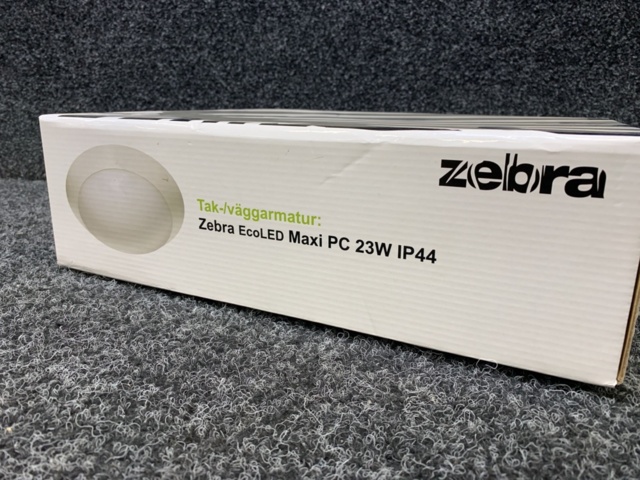 zebra
Tak-/väggarmatur:
Zebra EcoLED Maxi PC 23W IP44